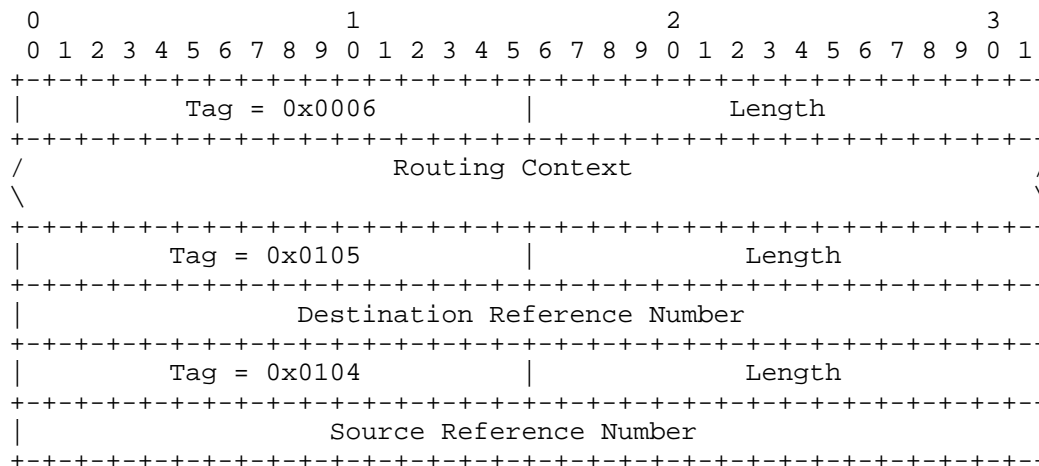 0                   1                   2                   3
 0 1 2 3 4 5 6 7 8 9 0 1 2 3 4 5 6 7 8 9 0 1 2 3 4 5 6 7 8 9 0 1
+-+-+-+-+-+-+-+-+-+-+-+-+-+-+-+-+-+-+-+-+-+-+-+-+-+-+-+-+-+-+-+--
|          Tag = 0x0006         |            Length
+-+-+-+-+-+-+-+-+-+-+-+-+-+-+-+-+-+-+-+-+-+-+-+-+-+-+-+-+-+-+-+--
/                       Routing Context                         /
\                                                               \
+-+-+-+-+-+-+-+-+-+-+-+-+-+-+-+-+-+-+-+-+-+-+-+-+-+-+-+-+-+-+-+--
|         Tag = 0x0105          |             Length
+-+-+-+-+-+-+-+-+-+-+-+-+-+-+-+-+-+-+-+-+-+-+-+-+-+-+-+-+-+-+-+--
|                 Destination Reference Number
+-+-+-+-+-+-+-+-+-+-+-+-+-+-+-+-+-+-+-+-+-+-+-+-+-+-+-+-+-+-+-+--
|         Tag = 0x0104          |             Length
+-+-+-+-+-+-+-+-+-+-+-+-+-+-+-+-+-+-+-+-+-+-+-+-+-+-+-+-+-+-+-+--
|                   Source Reference Number
+-+-+-+-+-+-+-+-+-+-+-+-+-+-+-+-+-+-+-+-+-+-+-+-+-+-+-+-+-+-+-+--